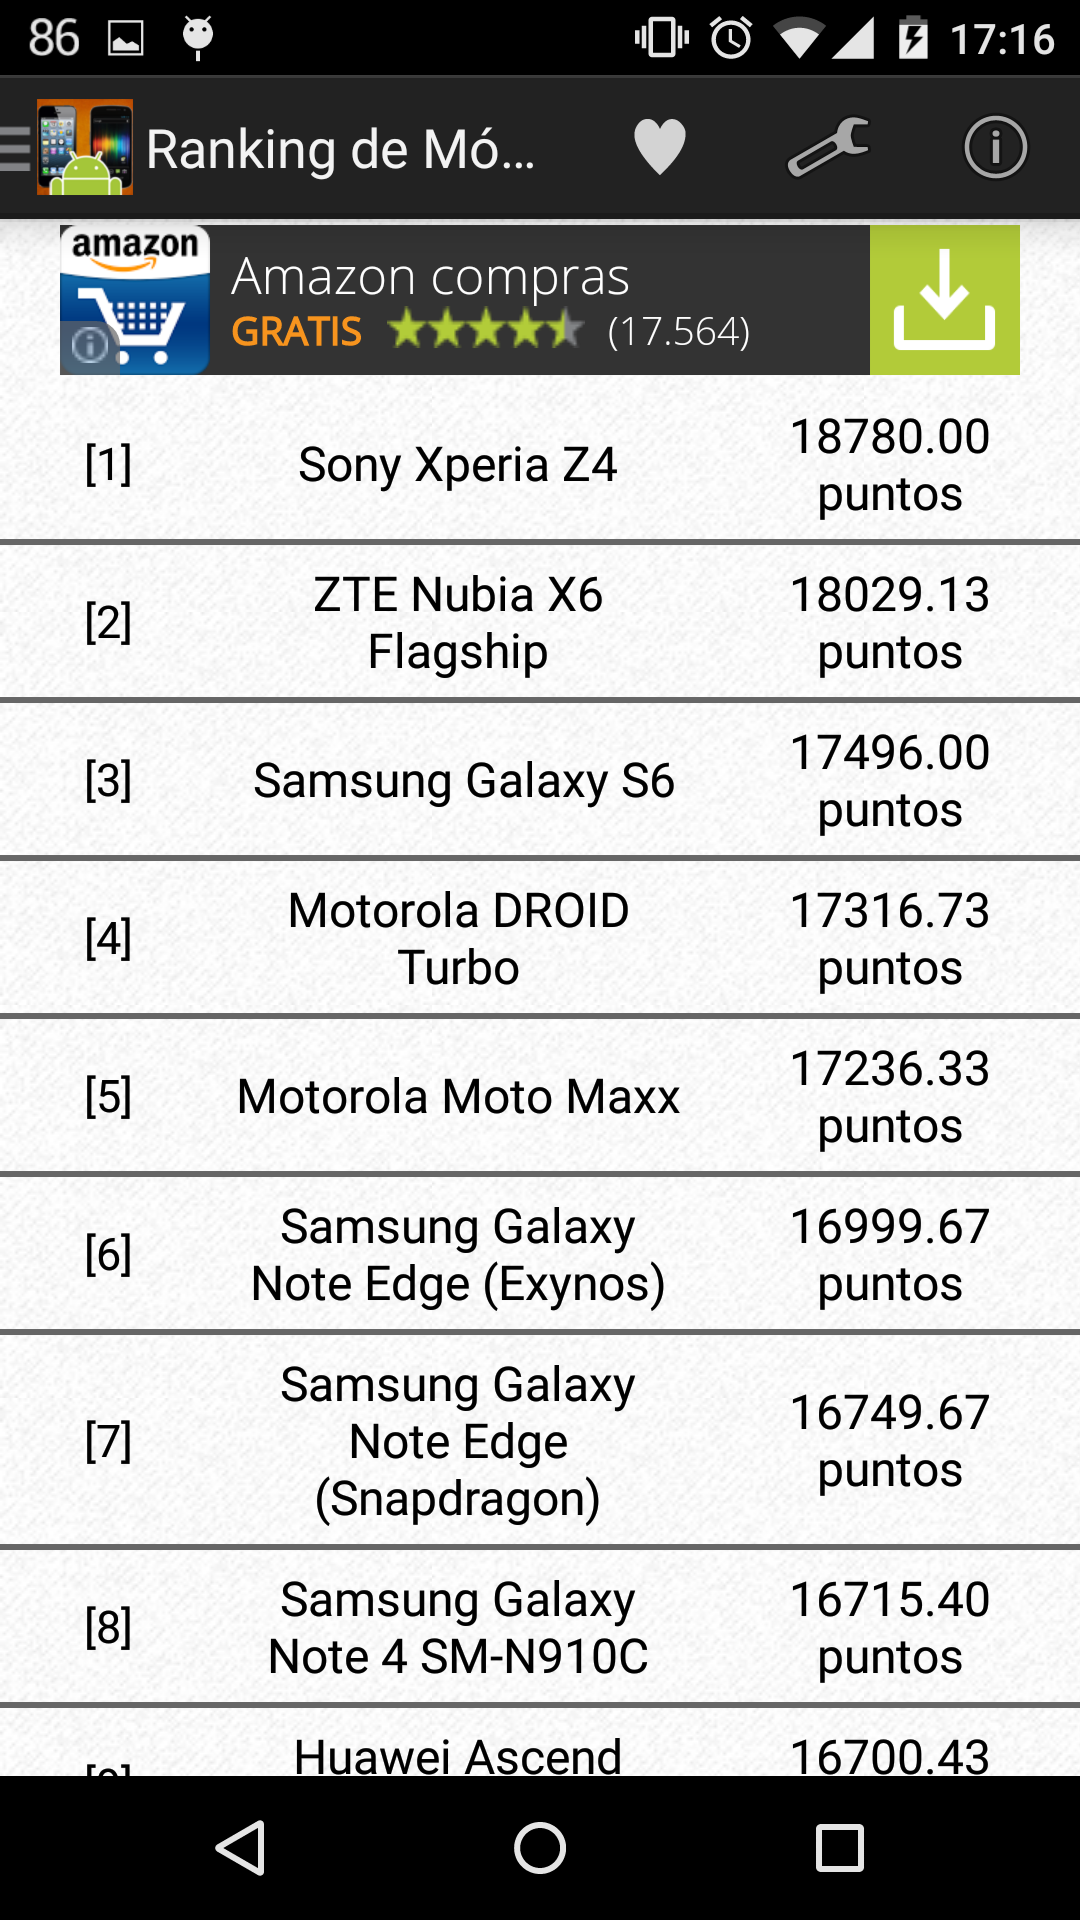 86 17:16
Ranking de Mó...
amazon
Amazon compras
GRATIS (17.564)
[1] Sony Xperia Z4 18780.00
puntos
[2] ZTE Nubia X6 18029.13
Flagship puntos
[3] Samsung Galaxy S6 17496.00
puntos
[4] Motorola DROID 17316.73
Turbo puntos
[5] Motorola Moto Maxx 17236.33
puntos
[6] Samsung Galaxy 16999.67
Note Edge (Exynos) puntos
[7] Samsung Galaxy 16749.67
Note Edge puntos
(Snapdragon)
[8] Samsung Galaxy 16715.40
Note 4 SM-N910C puntos
Huawei Ascend 16700.43